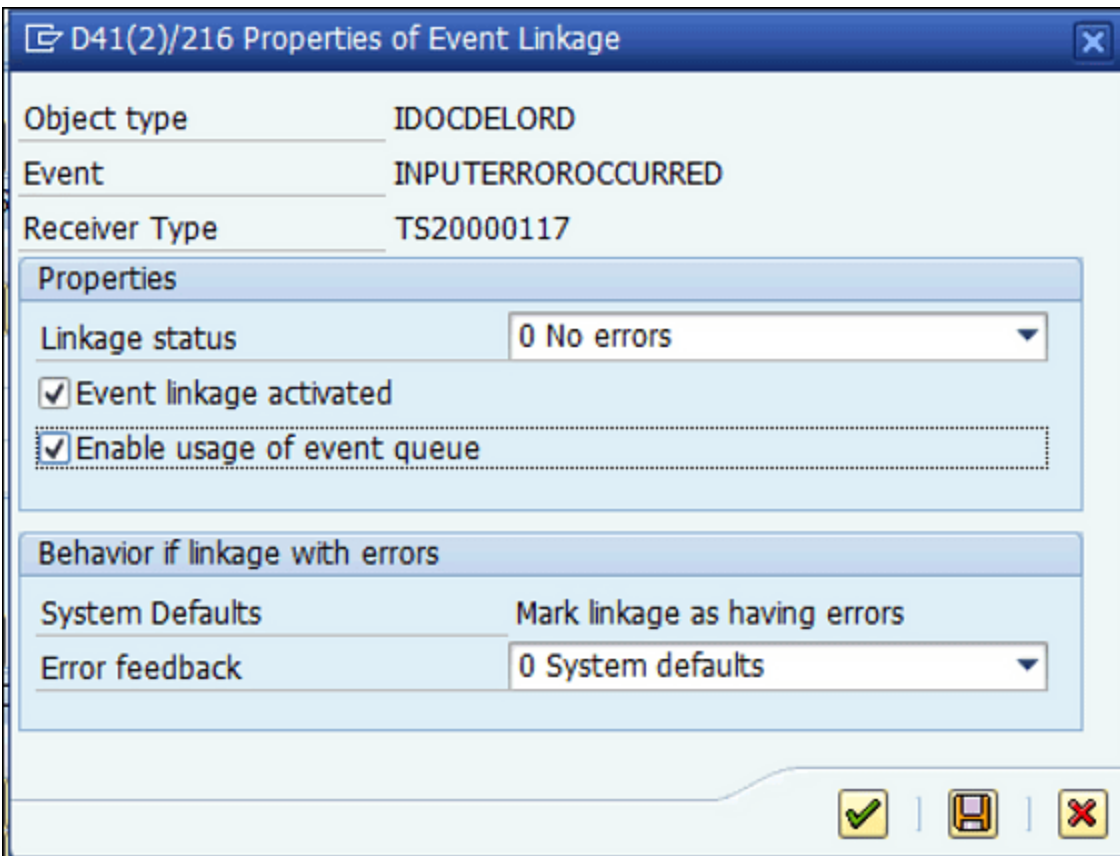 D41(2)/216 Properties of Event Linkage
Object type IDOCDELORD
Event INPUTERROROCCURRED
Receiver Type TS20000117
Properties
Linkage status 0 No errors
Event linkage activated
Enable usage of event queue
Behavior if linkage with errors
System Defaults Mark linkage as having errors
Error feedback 0 System defaults